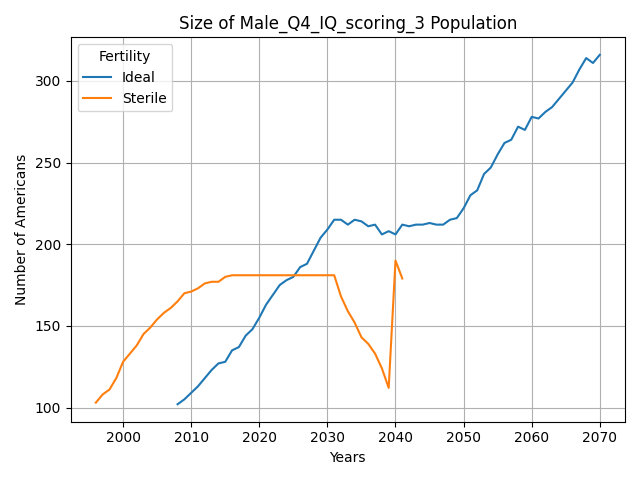 Size of Male_Q4_IQ_scoring_3 Population
Fertility
Ideal
Sterile
Number of Americans
300
250
200
150
100
2000
2010
2020
2030
2040
2050
2060
2070
Years